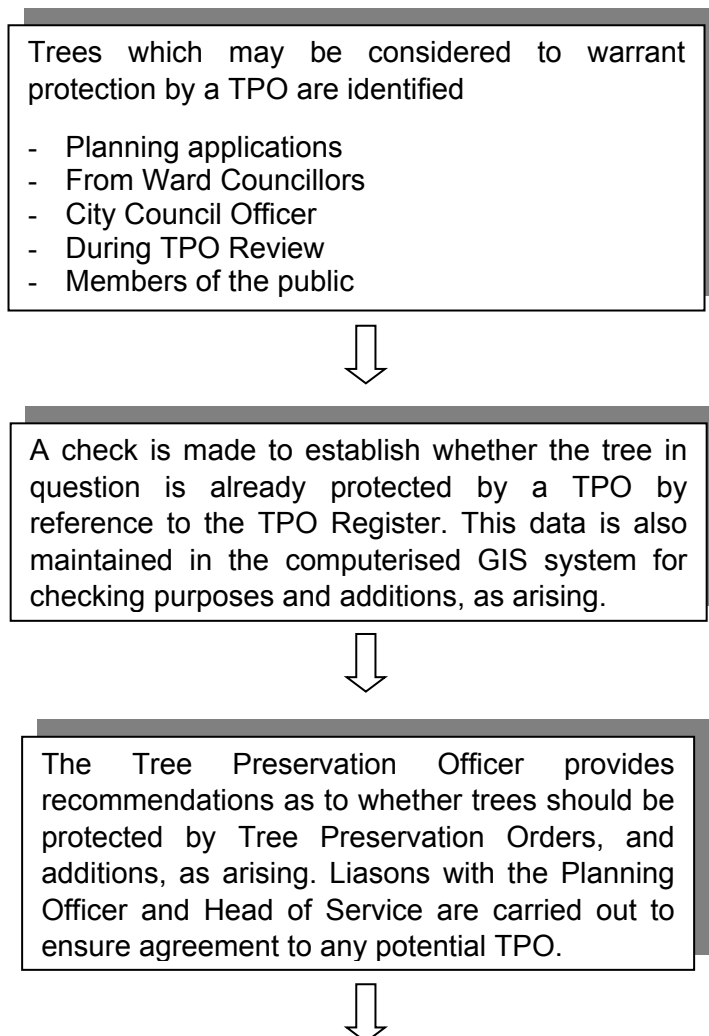 Trees which may be considered to warrant
protection by a TPO are identified
- Planning applications
- From Ward Councillors
- City Council Officer
- During TPO Review
- Members of the public
A check is made to establish whether the tree in
question is already protected by a TPO by
reference to the TPO Register. This data is also
maintained in the computerised GIS system for
checking purposes and additions, as arising.
The Tree Preservation Officer provides
recommendations as to whether trees should be
protected by Tree Preservation Orders, and
additions, as arising. Liasons with the Planning
Officer and Head of Service are carried out to
ensure agreement to any potential TPO.